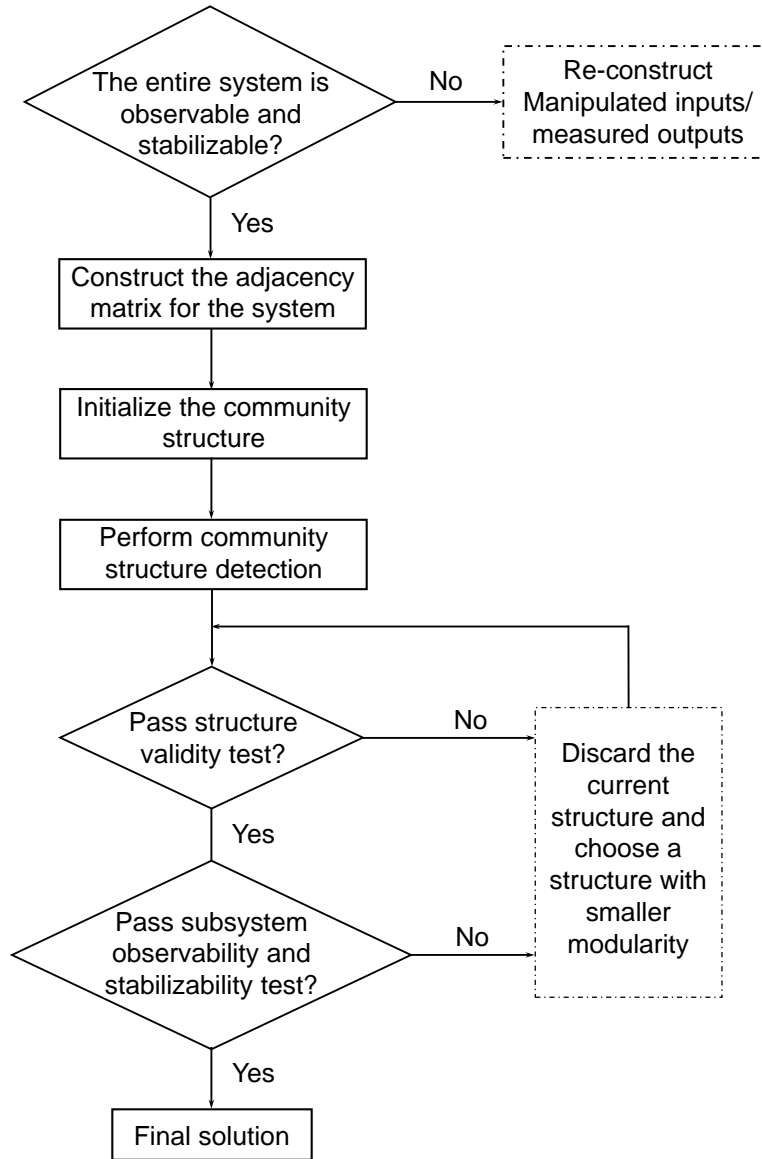 The entire system is
observable and
stabilizable?
No
Re-construct
Manipulated inputs/
measured outputs
Yes
Construct the adjacency
matrix for the system
Initialize the community
structure
Perform community
structure detection
Pass structure
validity test?
No
Discard the
current
structure and
choose a
structure with
smaller
modularity
Yes
Pass subsystem
observability and
stabilizability test?
No
Yes
Final solution